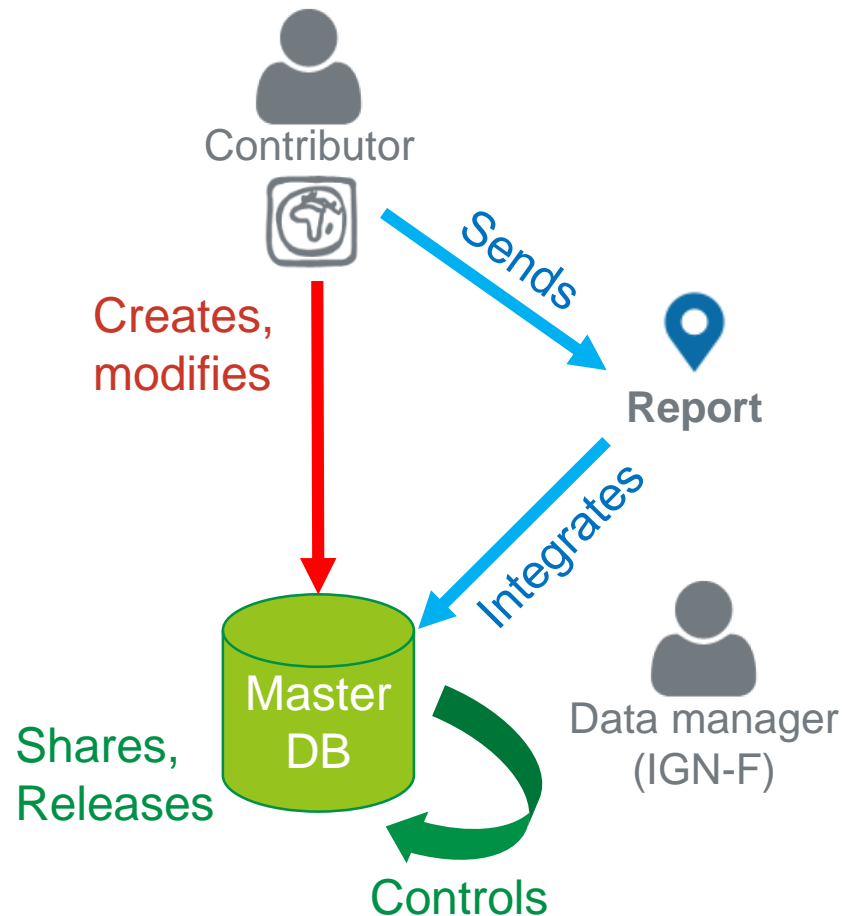 Contributor
Sends
Creates,
modifies
Report
Integrates
Master
DB
Data manager
(IGN-F)
Shares,
Releases
Controls